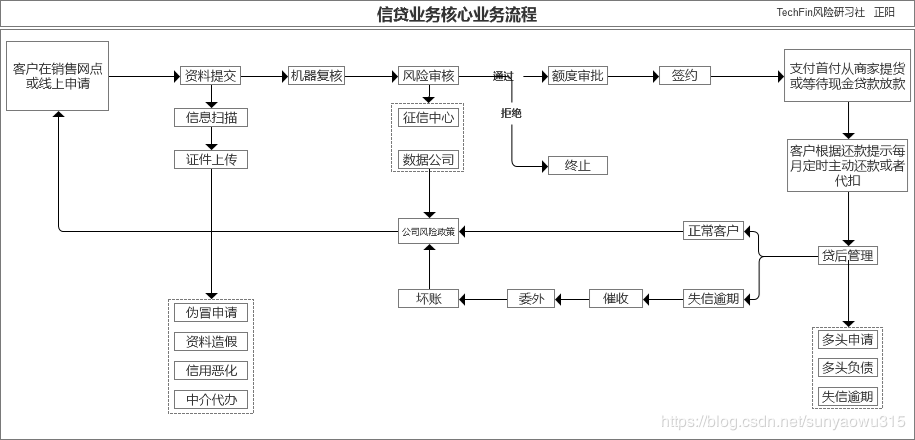 信贷业务核心业务流程
TechFin风险研习社 正阳
客户在销售网点
或线上申请
资料提交
机器复核
风险审核
通过
额度审批
签约
支付首付从商家提货
或等待现金贷款放款
信息扫描
征信中心
拒绝
证件上传
数据公司
终止
客户根据还款提示每
月定时主动还款或者
代扣
公司风险政策
正常客户
贷后管理
坏账
委外
催收
失信逾期
伪冒申请
资料造假
信用恶化
中介代办
多头申请
多头负债
失信逾期
https://blog.csdn.net/sunyaowu315